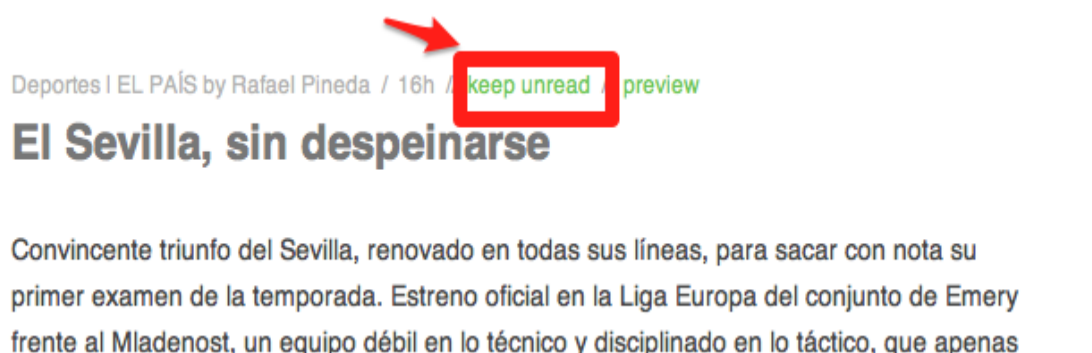 Deportes | EL PAÍS by Rafael Pineda / 16h // keep unread / preview
El Sevilla, sin despeinarse
Convincente triunfo del Sevilla, renovado en todas sus líneas, para sacar con nota su
primer examen de la temporada. Estreno oficial en la Liga Europa del conjunto de Emery
frente al Mladenost, un equipo débil en lo técnico y disciplinado en lo táctico, que apenas